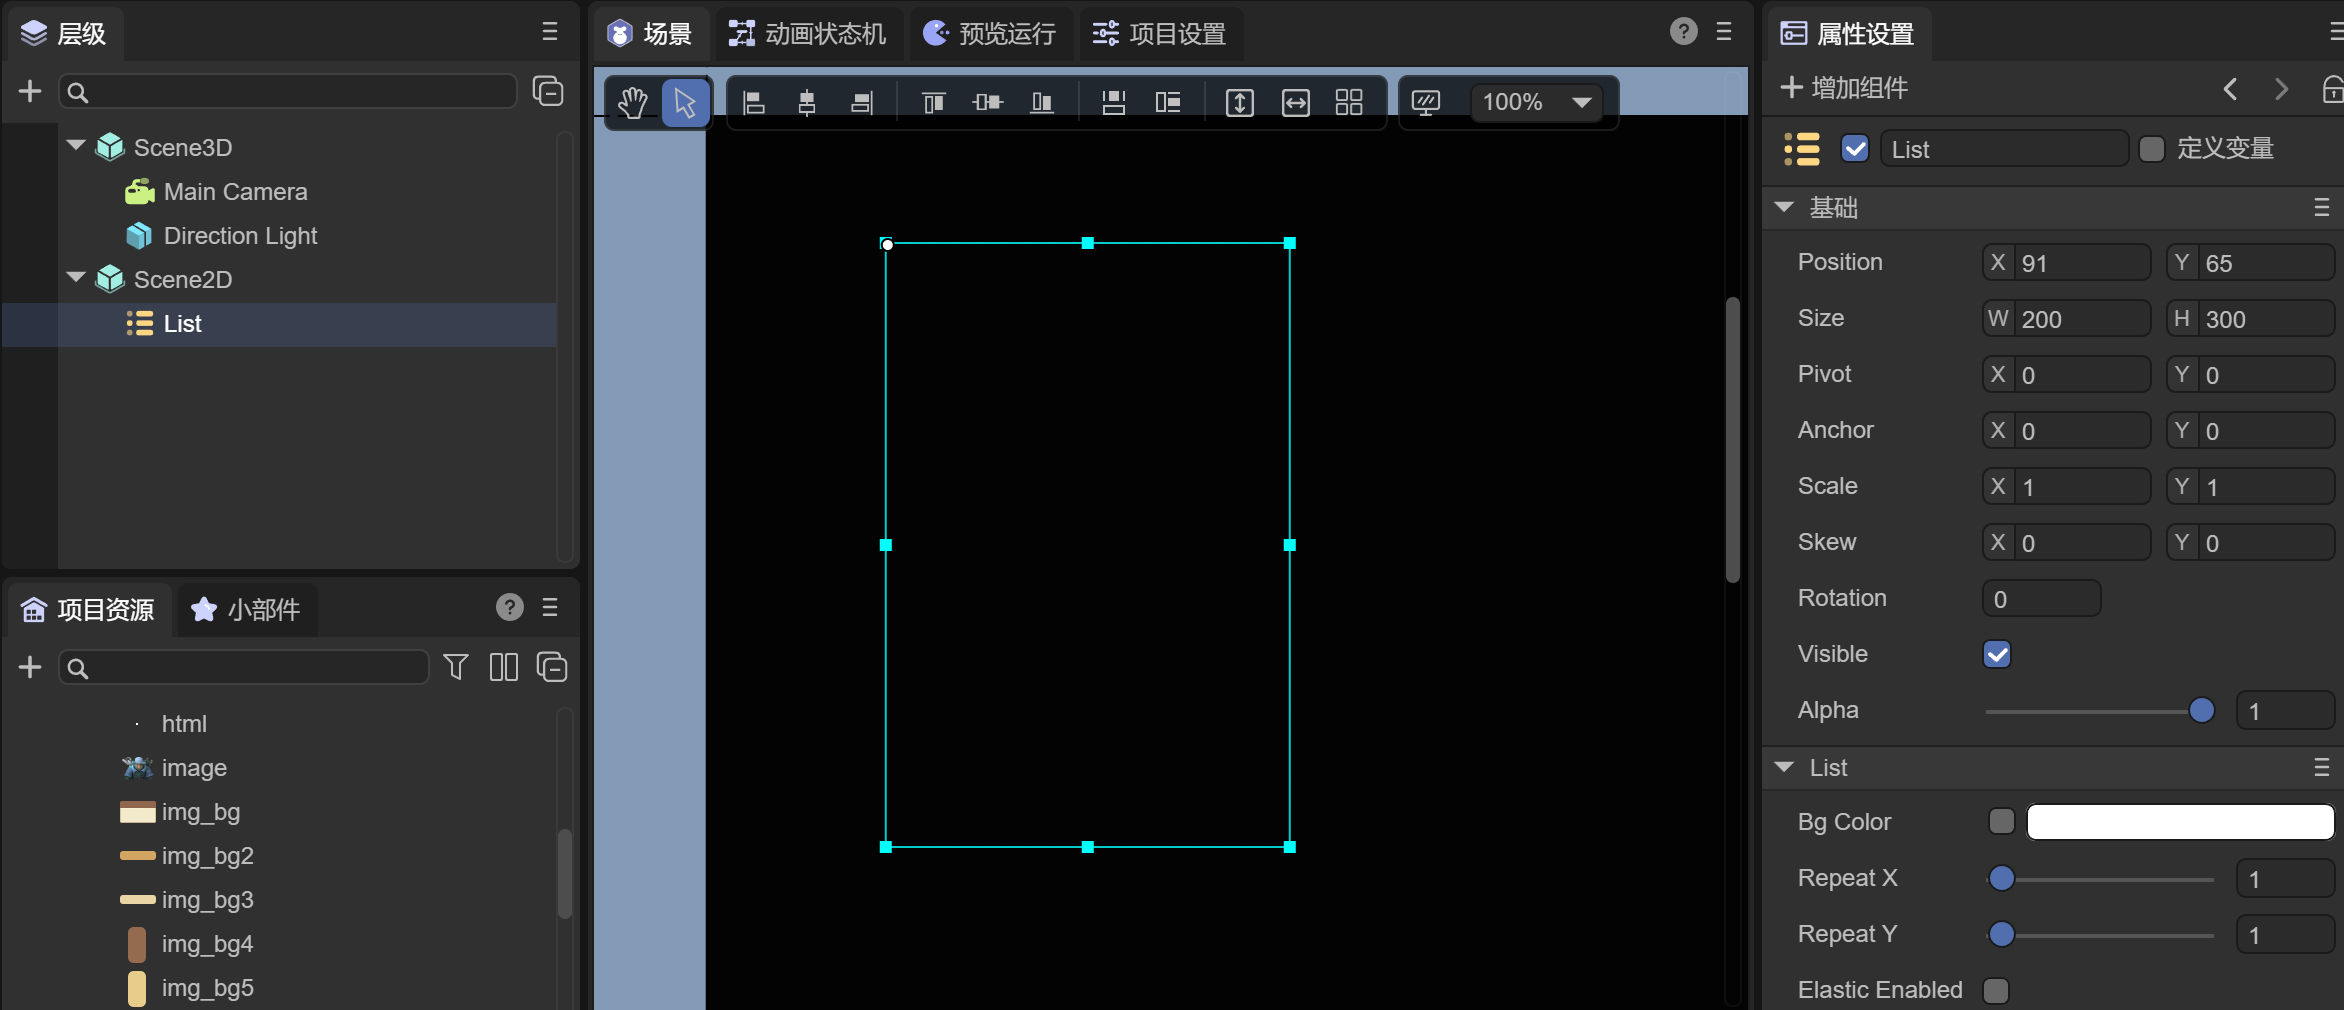 层级
Scene3D
Main Camera
Direction Light
Scene2D
List
项目资源
小部件
?
html
image
img_bg
img_bg2
img_bg3
img_bg4
img_bg5
场景
动画状态机
预览运行
项目设置
?
100%
属性设置
增加组件
List
定义变量
基础
Position X 91 Y 65
Size W 200 H 300
Pivot X 0 Y 0
Anchor X 0 Y 0
Scale X 1 Y 1
Skew X 0 Y 0
Rotation 0
Visible
Alpha 1
List
Bg Color
Repeat X 1
Repeat Y 1
Elastic Enabled